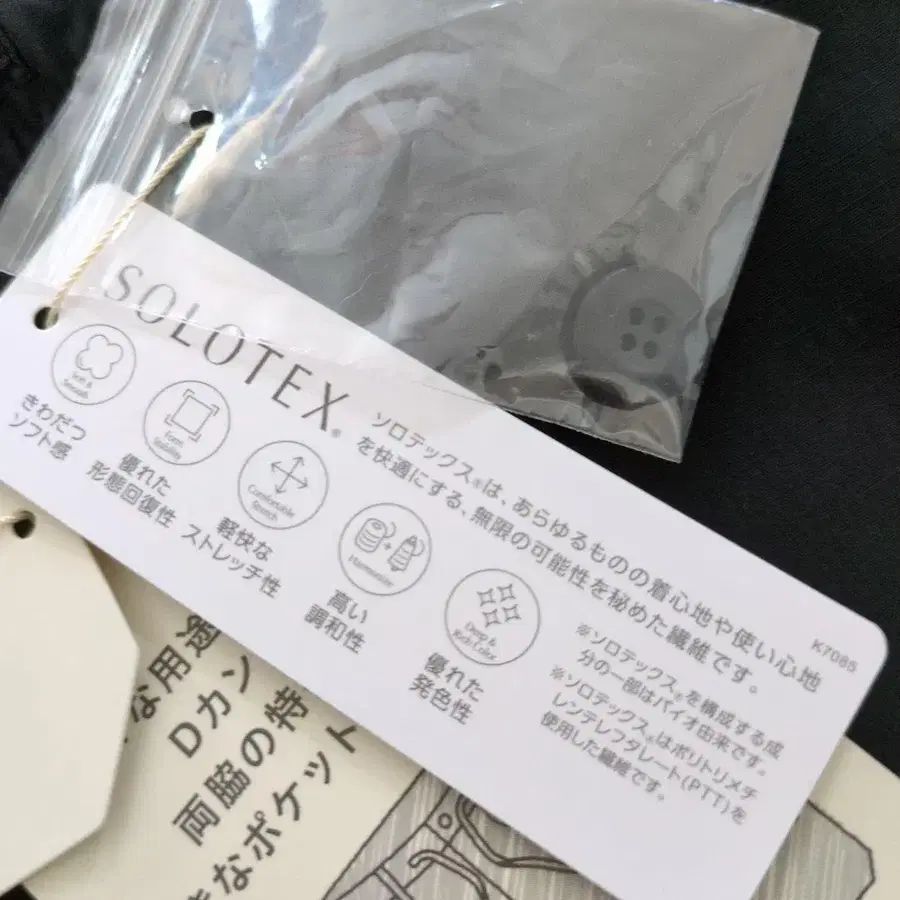 SOLOTEX®
ソロテックス®は、あらゆるものの着心地や使い心地
を快適にする、無限の可能性を秘めた繊維です。
Soft &
Smooth
きわだつ
ソフト感
Form
Stability
優れた
形態回復性
Comfortable
Stretch
軽快な
ストレッチ性
Harmonize
高い
調和性
Deep &
Rich Color
優れた
発色性
※ソロテックス®を構成する成
分の一部はバイオ由来です。
※ソロテックス®はポリトリメチ
レンテレフタレート(PTT)を
使用した繊維です。
K7085
な用途
Dカン
両脇の特
きなポケット